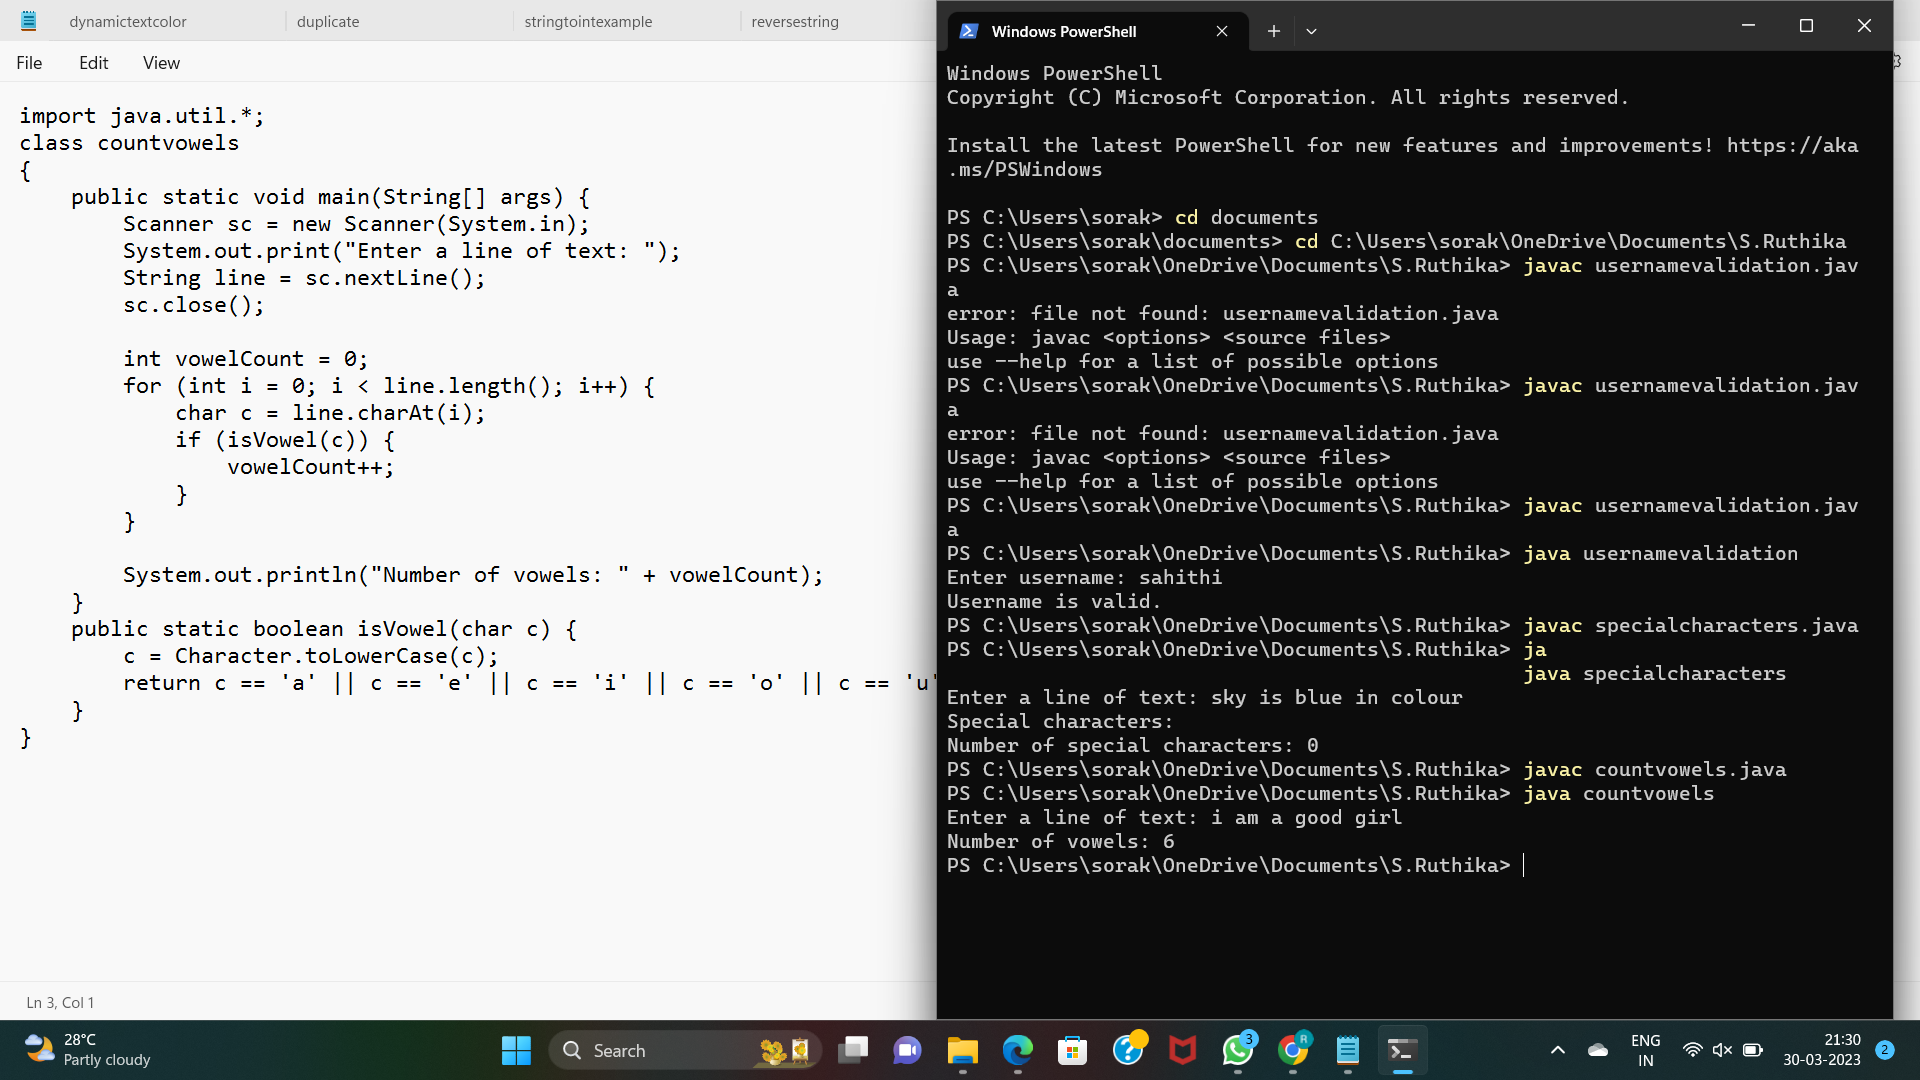 dynamictextcolor
duplicate
stringtointexample
reversestring
File Edit View
import java.util.*;
class countvowels
{
    public static void main(String[] args) {
        Scanner sc = new Scanner(System.in);
        System.out.print("Enter a line of text: ");
        String line = sc.nextLine();
        sc.close();

        int vowelCount = 0;
        for (int i = 0; i < line.length(); i++) {
            char c = line.charAt(i);
            if (isVowel(c)) {
                vowelCount++;
            }
        }

        System.out.println("Number of vowels: " + vowelCount);
    }
    public static boolean isVowel(char c) {
        c = Character.toLowerCase(c);
        return c == 'a' || c == 'e' || c == 'i' || c == 'o' || c == 'u'
    }
}
Ln 3, Col 1
Windows PowerShell
Windows PowerShell
Copyright (C) Microsoft Corporation. All rights reserved.

Install the latest PowerShell for new features and improvements! https://aka
.ms/PSWindows

PS C:\Users\sorak> cd documents
PS C:\Users\sorak\documents> cd C:\Users\sorak\OneDrive\Documents\S.Ruthika
PS C:\Users\sorak\OneDrive\Documents\S.Ruthika> javac usernamevalidation.jav
a
error: file not found: usernamevalidation.java
Usage: javac <options> <source files>
use --help for a list of possible options
PS C:\Users\sorak\OneDrive\Documents\S.Ruthika> javac usernamevalidation.jav
a
error: file not found: usernamevalidation.java
Usage: javac <options> <source files>
use --help for a list of possible options
PS C:\Users\sorak\OneDrive\Documents\S.Ruthika> javac usernamevalidation.jav
a
PS C:\Users\sorak\OneDrive\Documents\S.Ruthika> java usernamevalidation
Enter username: sahithi
Username is valid.
PS C:\Users\sorak\OneDrive\Documents\S.Ruthika> javac specialcharacters.java
PS C:\Users\sorak\OneDrive\Documents\S.Ruthika> ja
java specialcharacters
Enter a line of text: sky is blue in colour
Special characters:
Number of special characters: 0
PS C:\Users\sorak\OneDrive\Documents\S.Ruthika> javac countvowels.java
PS C:\Users\sorak\OneDrive\Documents\S.Ruthika> java countvowels
Enter a line of text: i am a good girl
Number of vowels: 6
PS C:\Users\sorak\OneDrive\Documents\S.Ruthika>
28°C
Partly cloudy
Search
3
R
ENG
IN
21:30
30-03-2023
2